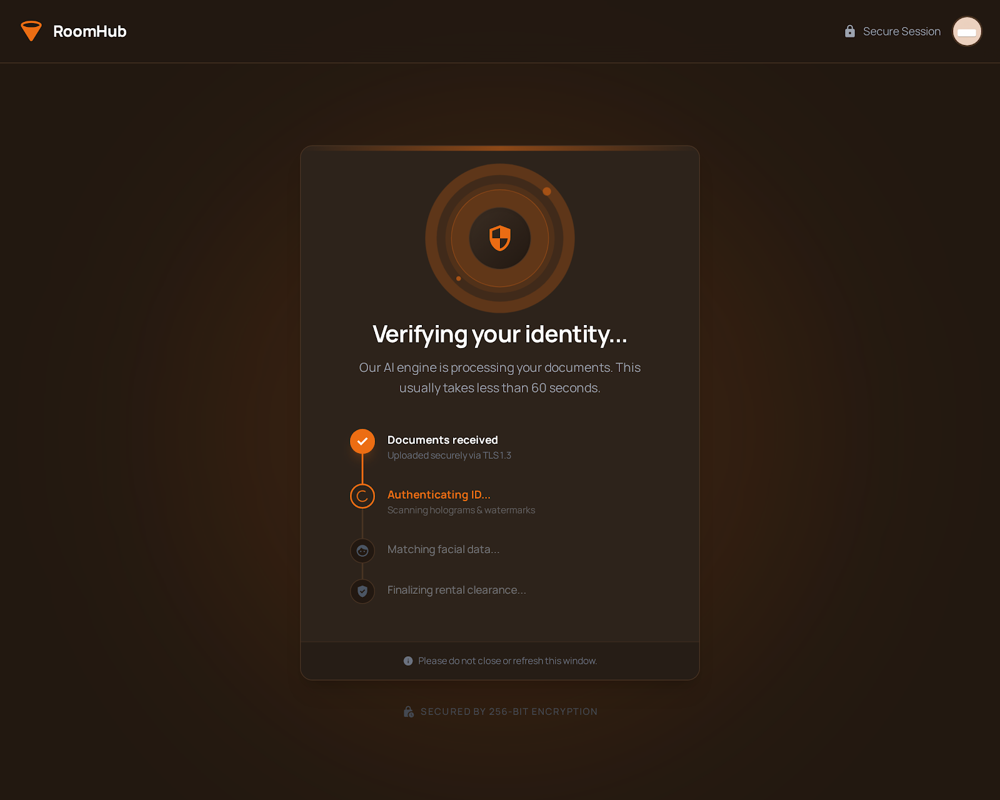 RoomHub
Secure Session
Verifying your identity...
Our AI engine is processing your documents. This
usually takes less than 60 seconds.
Documents received
Uploaded securely via TLS 1.3
Authenticating ID...
Scanning holograms & watermarks
Matching facial data...
Finalizing rental clearance...
Please do not close or refresh this window.
SECURED BY 256-BIT ENCRYPTION